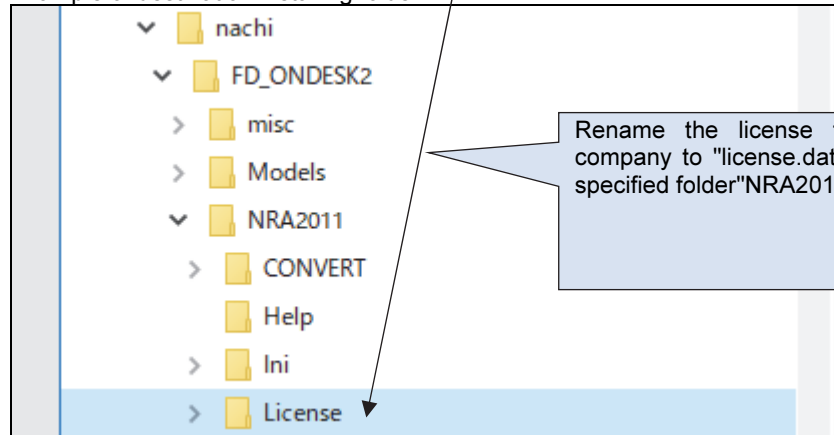 nachi
FD_ONDESK2
misc
Models
NRA2011
CONVERT
Help
Ini
License
Rename the license
company to "license.dat
specified folder"NRA201